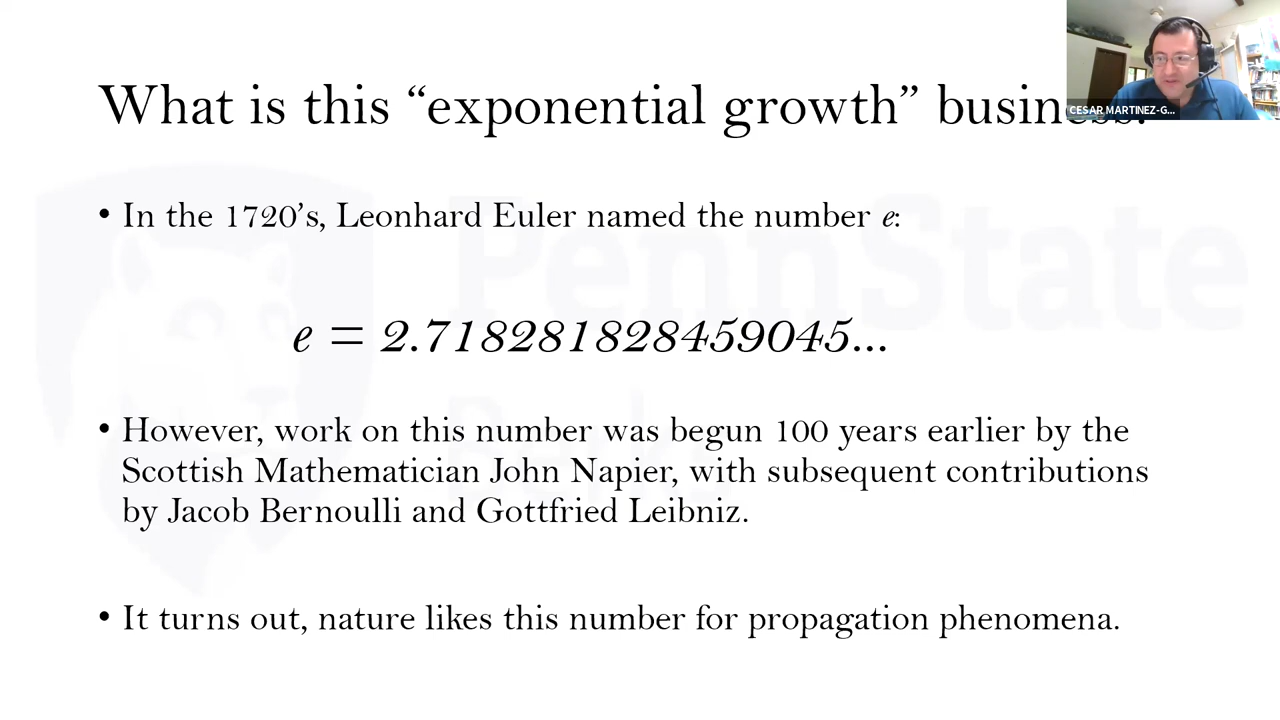 What is this “exponential growth” business?
CESAR MARTINEZ-G...
• In the 1720’s, Leonhard Euler named the number e:
e = 2.718281828459045...
• However, work on this number was begun 100 years earlier by the
Scottish Mathematician John Napier, with subsequent contributions
by Jacob Bernoulli and Gottfried Leibniz.
• It turns out, nature likes this number for propagation phenomena.
PennState